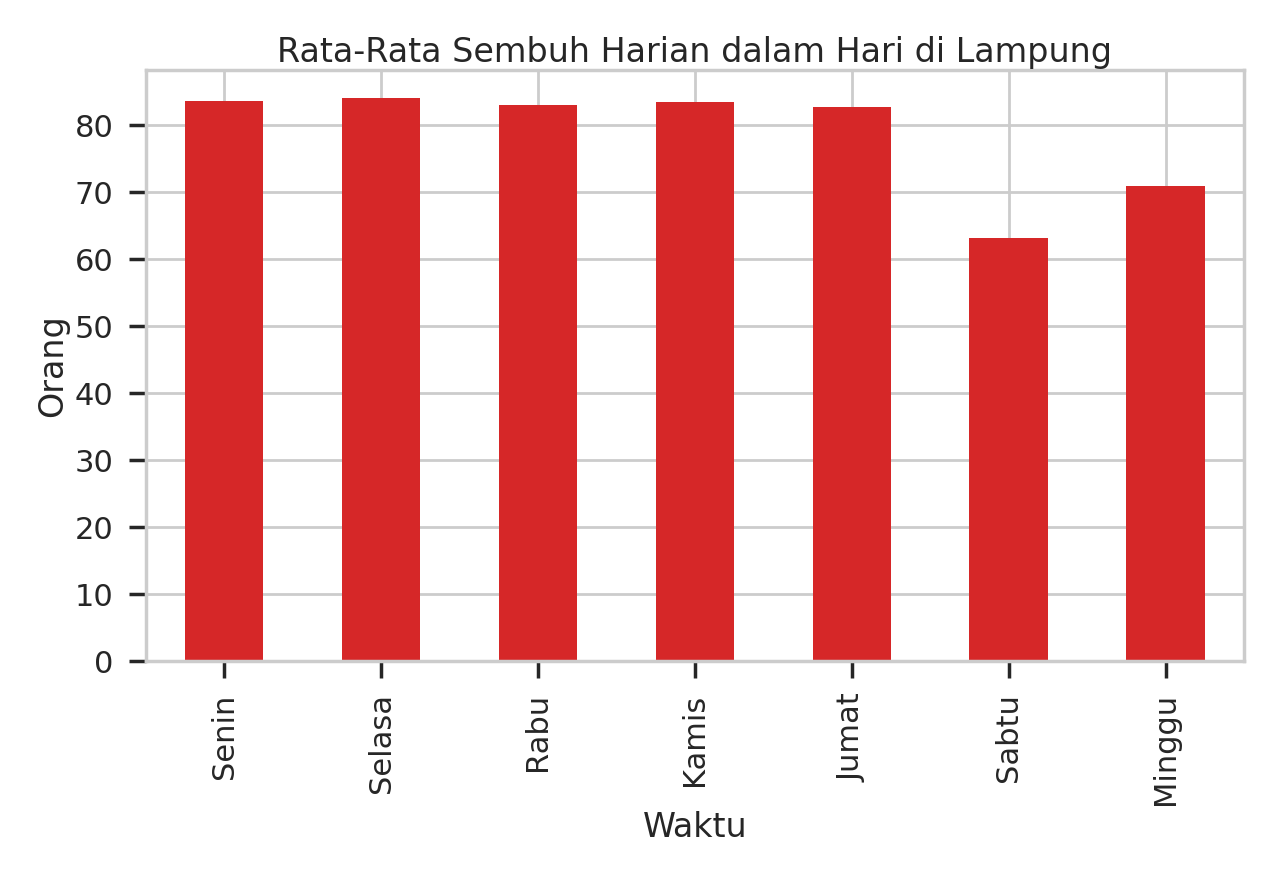 Rata-Rata Sembuh Harian dalam Hari di Lampung
Orang
80
70
60
50
40
30
20
10
0
Senin
Selasa
Rabu
Kamis
Jumat
Sabtu
Minggu
Waktu